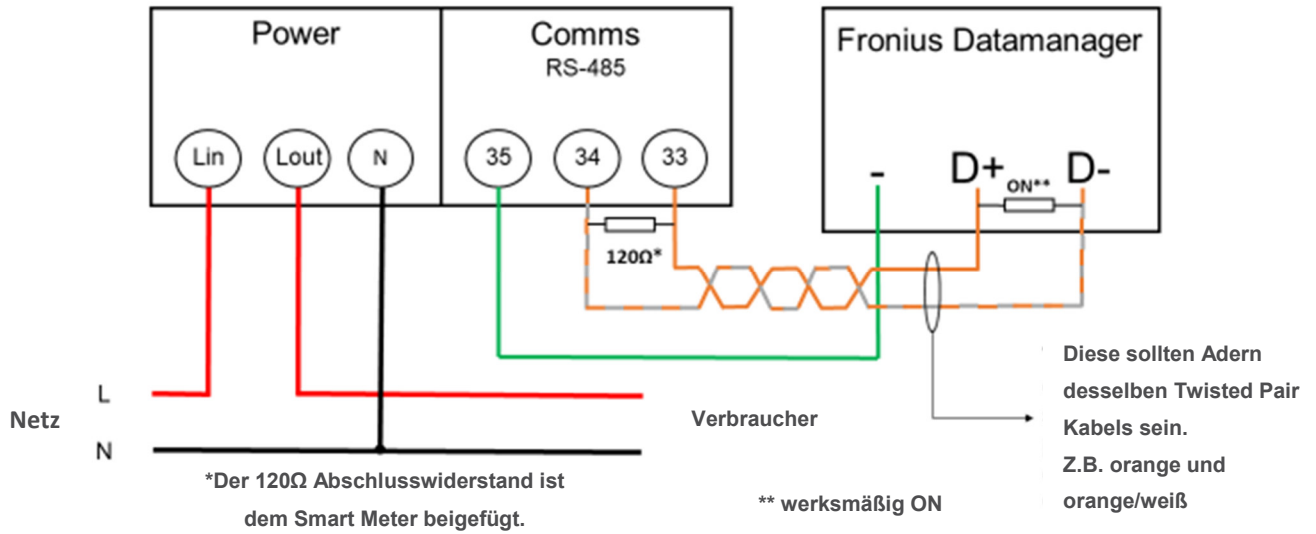 Power
Comms
RS-485
Fronius Datamanager
Lin
Lout
N
35
34
33
-
D+
D-
ON**
120Ω*
L
Netz
N
Verbraucher
Diese sollten Adern
desselben Twisted Pair
Kabels sein.
Z.B. orange und
orange/weiß
*Der 120Ω Abschlusswiderstand ist
dem Smart Meter beigefügt.
** werksmäßig ON